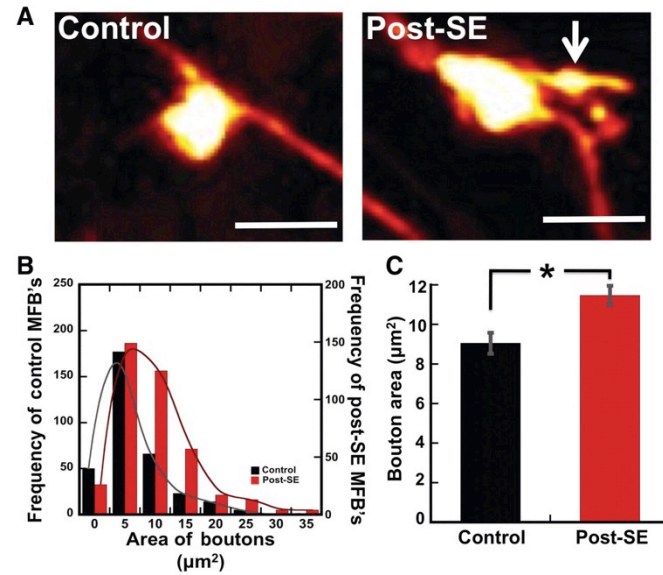 A
Control
Post-SE
B
250
200
150
100
50
0
Frequency of control MFB's
200
150
100
50
0
Frequency of post-SE MFB's
Control
Post-SE
0 5 10 15 20 25 30 35
Area of boutons
(µm²)
C
*
12
10
8
6
4
2
0
Bouton area (µm²)
Control Post-SE